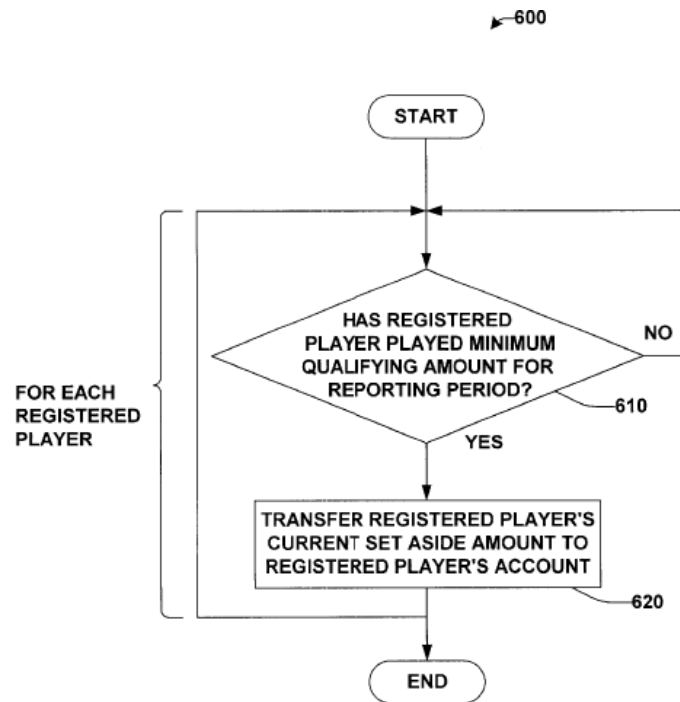 600
START
HAS REGISTERED
PLAYER PLAYED MINIMUM
QUALIFYING AMOUNT FOR
REPORTING PERIOD?
NO
610
YES
FOR EACH
REGISTERED
PLAYER
TRANSFER REGISTERED PLAYER'S
CURRENT SET ASIDE AMOUNT TO
REGISTERED PLAYER'S ACCOUNT
620
END